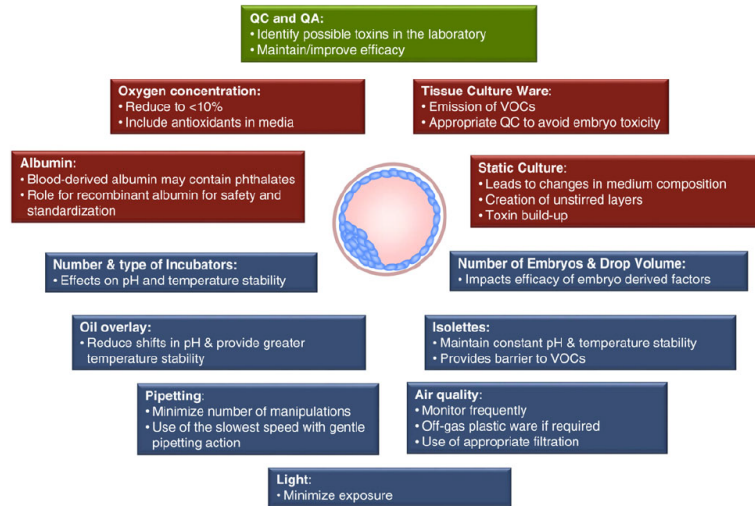 QC and QA:
• Identify possible toxins in the laboratory
• Maintain/improve efficacy
Oxygen concentration:
• Reduce to <10%
• Include antioxidants in media
Tissue Culture Ware:
• Emission of VOCs
• Appropriate QC to avoid embryo toxicity
Albumin:
• Blood-derived albumin may contain phthalates
• Role for recombinant albumin for safety and
standardization
Static Culture:
• Leads to changes in medium composition
• Creation of unstirred layers
• Toxin build-up
Number & type of Incubators:
• Effects on pH and temperature stability
Number of Embryos & Drop Volume:
• Impacts efficacy of embryo derived factors
Oil overlay:
• Reduce shifts in pH & provide greater
temperature stability
Isolettes:
• Maintain constant pH & temperature stability
• Provides barrier to VOCs
Pipetting:
• Minimize number of manipulations
• Use of the slowest speed with gentle
pipetting action
Air quality:
• Monitor frequently
• Off-gas plastic ware if required
• Use of appropriate filtration
Light:
• Minimize exposure